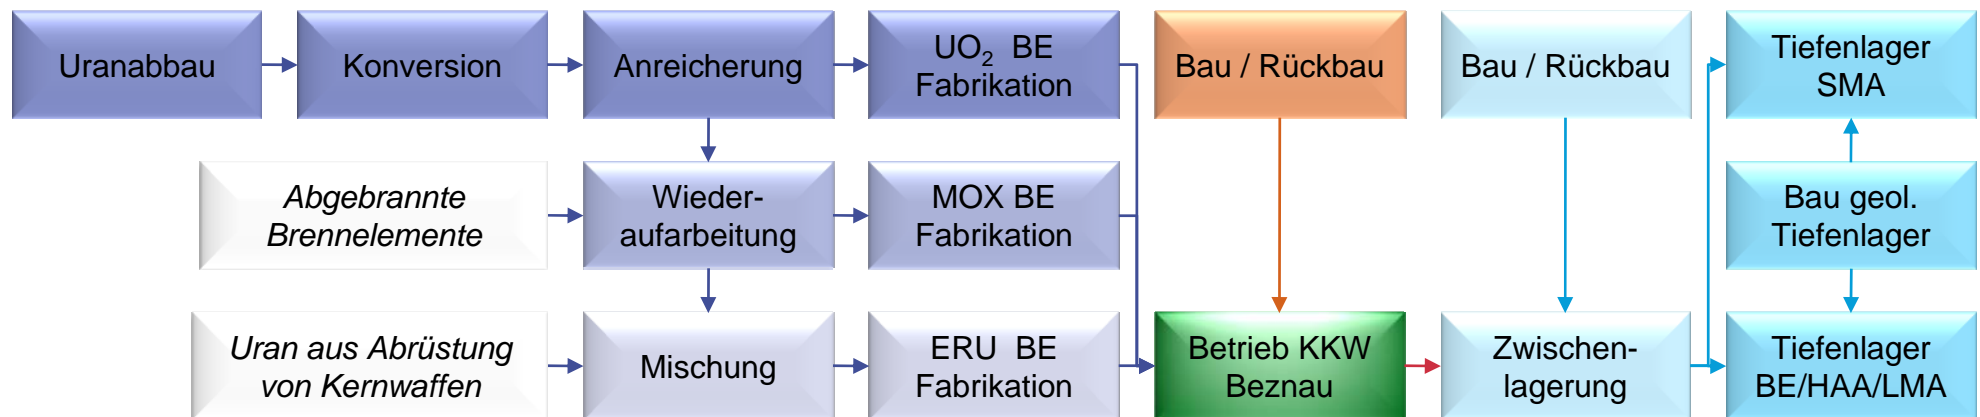 Uranabbau
Konversion
Anreicherung
UO₂ BE
Fabrikation
Bau / Rückbau
Bau / Rückbau
Tiefenlager
SMA
Abgebrannte
Brennelemente
Wieder-
aufarbeitung
MOX BE
Fabrikation
Bau geol.
Tiefenlager
Uran aus Abrüstung
von Kernwaffen
Mischung
ERU BE
Fabrikation
Betrieb KKW
Beznau
Zwischen-
lagerung
Tiefenlager
BE/HAA/LMA